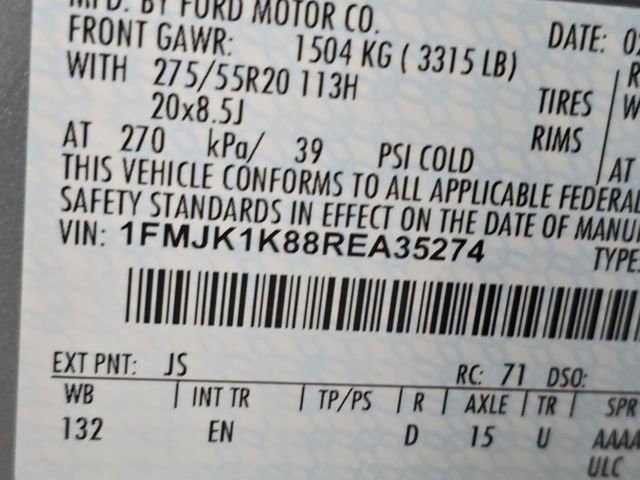 MFD. BY FORD MOTOR CO.
FRONT GAWR: 1504 KG ( 3315 LB) DATE: 02
WITH 275/55R20 113H TIRES
20x8.5J RIMS
AT 270 kPa/ 39 PSI COLD AT
THIS VEHICLE CONFORMS TO ALL APPLICABLE FEDERAL
SAFETY STANDARDS IN EFFECT ON THE DATE OF MANU
VIN: 1FMJK1K88REA35274 TYPE:
EXT PNT: JS RC: 71 DSO:
WB | INT TR | TP/PS | R | AXLE | TR | SPR
132 EN D 15 U AAAA
ULC